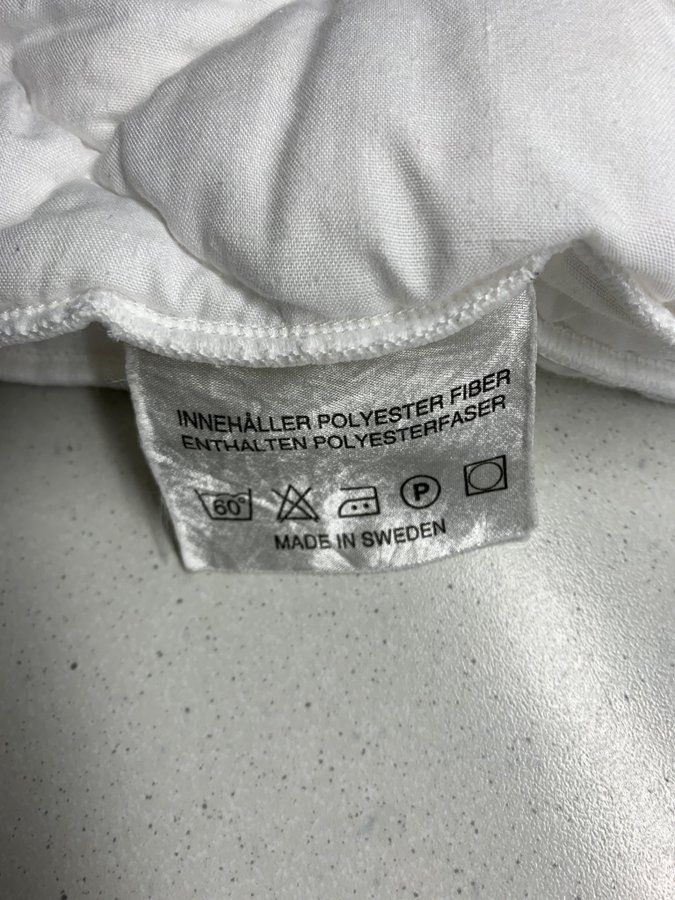 INNEHÅLLER POLYESTER FIBER
ENTHALTEN POLYESTERFASER
60° P
MADE IN SWEDEN